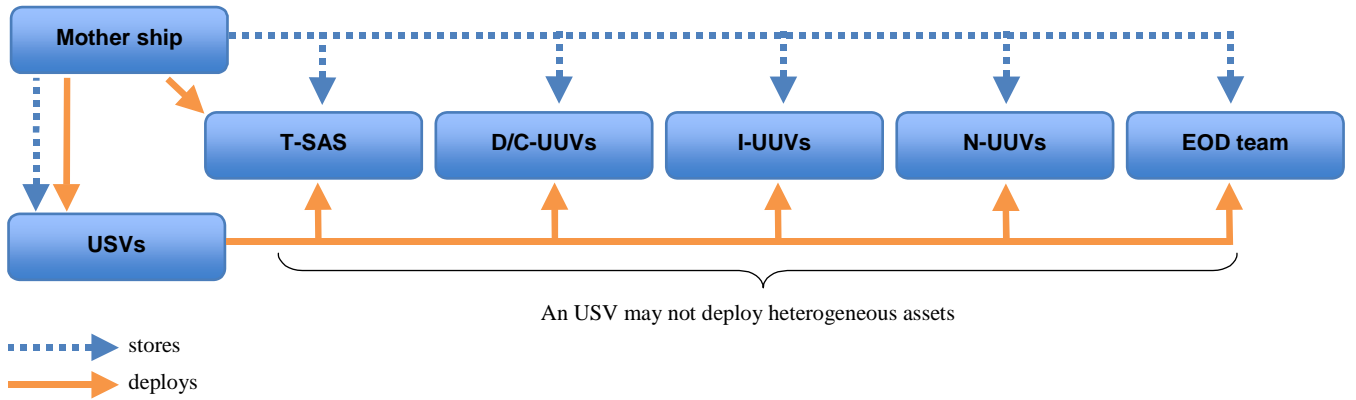 Mother ship
T-SAS
D/C-UUVs
I-UUVs
N-UUVs
EOD team
USVs
An USV may not deploy heterogeneous assets
stores
deploys